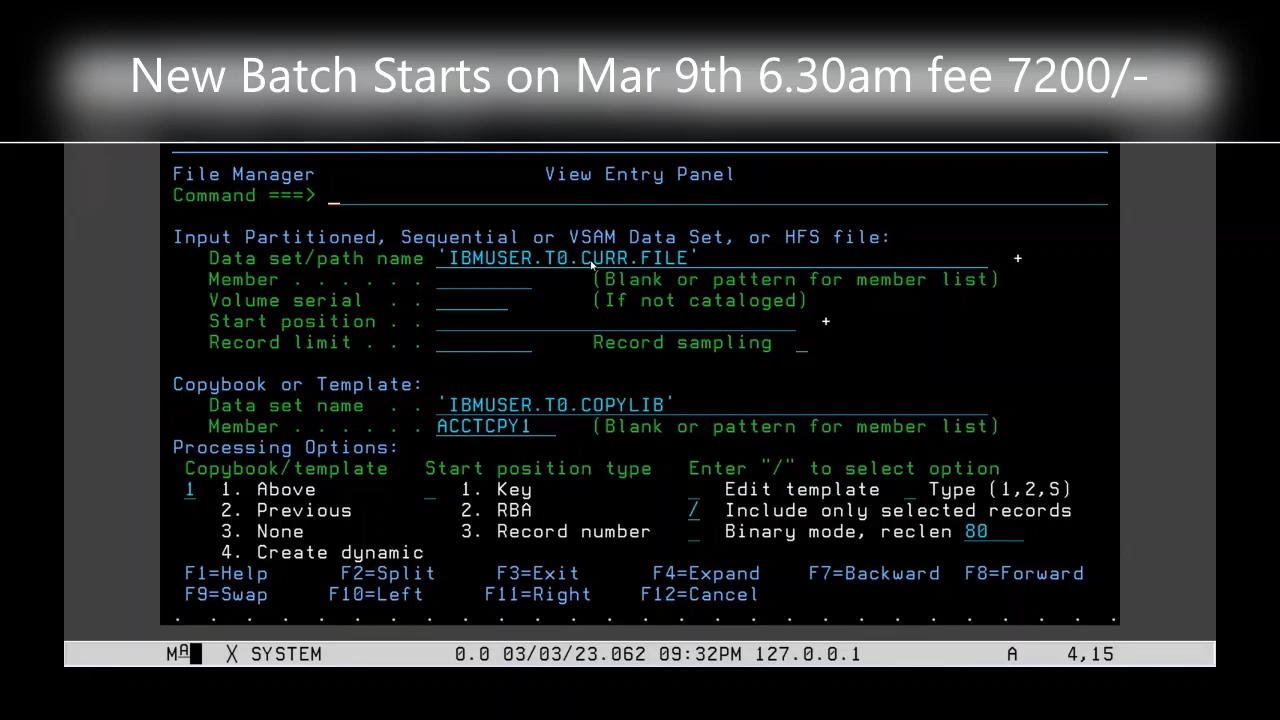 New Batch Starts on Mar 9th 6.30am fee 7200/-
File Manager View Entry Panel
Command ===> _
Input Partitioned, Sequential or VSAM Data Set, or HFS file:
Data set/path name 'IBMUSER.T0.CURR.FILE' +
Member . . . . . . (Blank or pattern for member list)
Volume serial . . (If not cataloged)
Start position . . +
Record limit . . . Record sampling _
Copybook or Template:
Data set name . . 'IBMUSER.T0.COPYLIB'
Member . . . . . . ACCTCPY1 (Blank or pattern for member list)
Processing Options:
Copybook/template Start position type Enter "/" to select option
1 1. Above _ 1. Key _ Edit template _ Type (1,2,S)
2. Previous 2. RBA / Include only selected records
3. None 3. Record number _ Binary mode, reclen 80
4. Create dynamic
F1=Help F2=Split F3=Exit F4=Expand F7=Backward F8=Forward
F9=Swap F10=Left F11=Right F12=Cancel
MA X SYSTEM 0.0 03/03/23.062 09:32PM 127.0.0.1 A 4,15